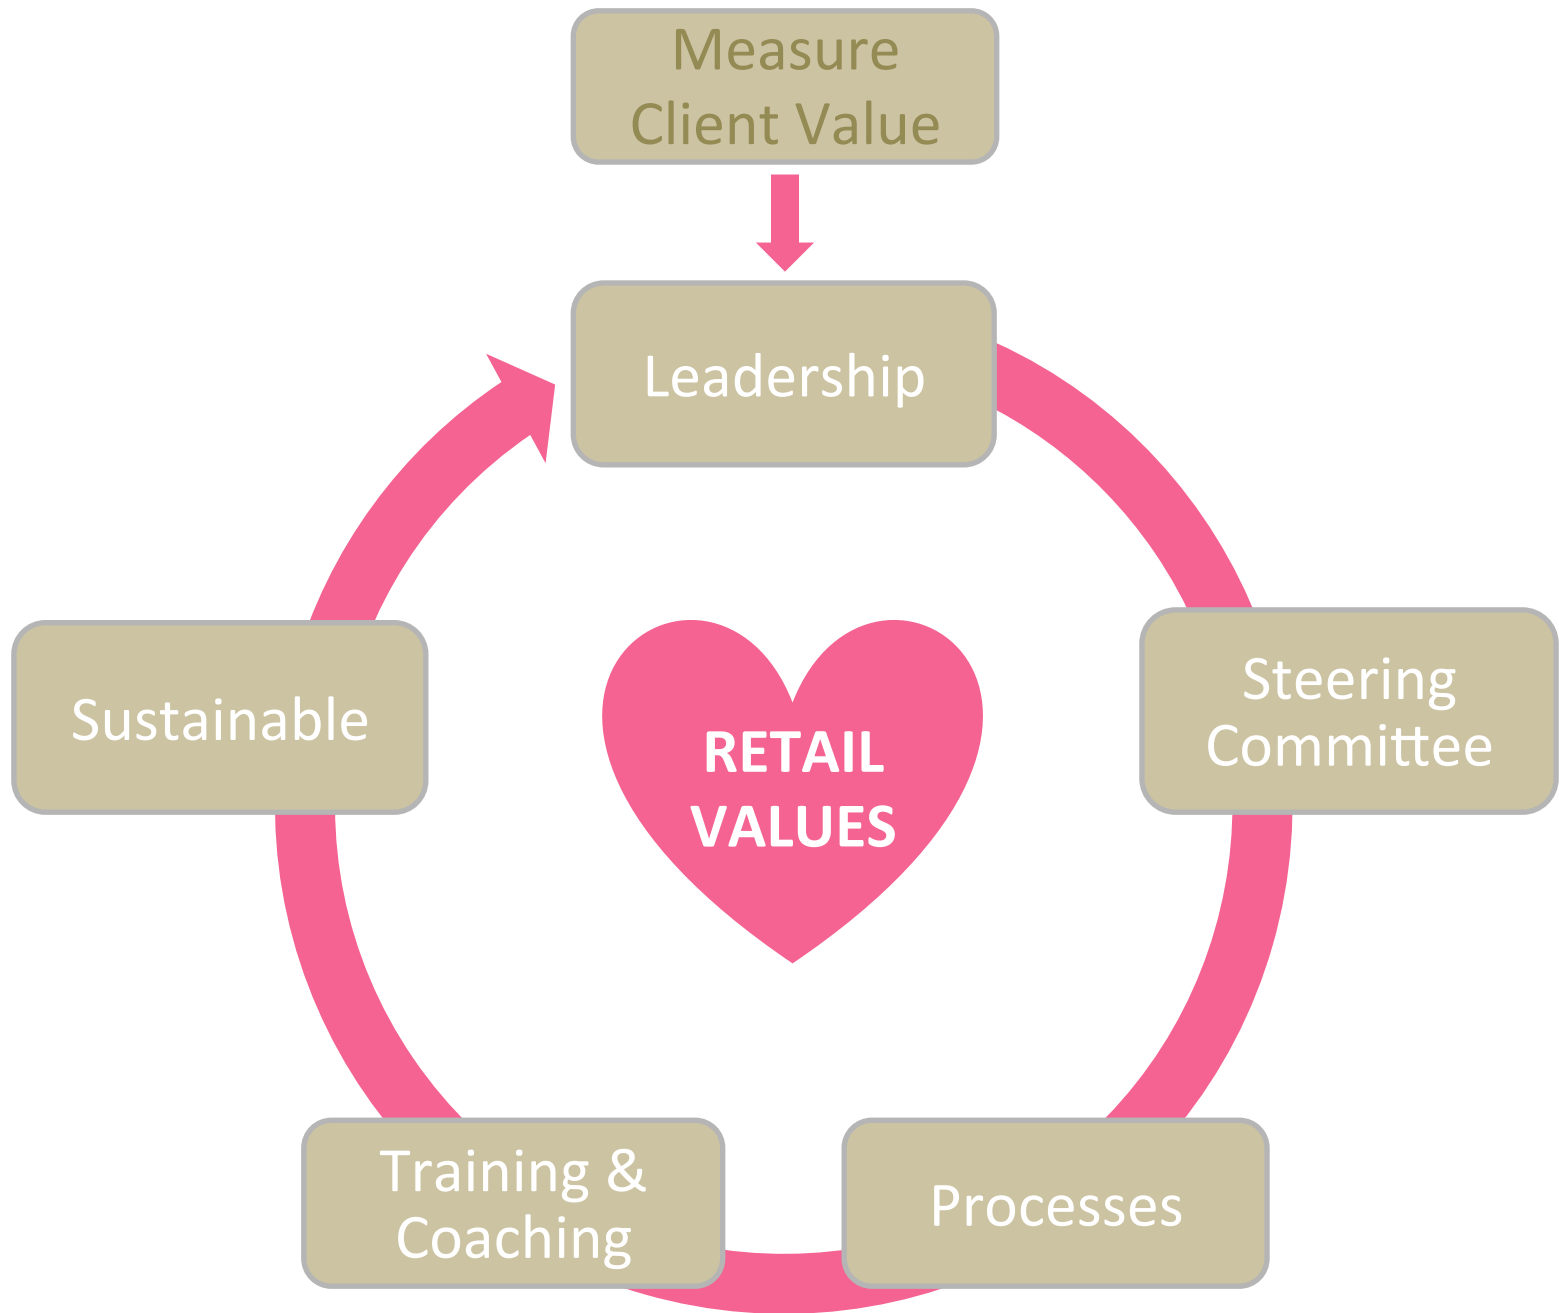 Measure
Client Value
Leadership
Steering
Committee
Sustainable
RETAIL
VALUES
Training &
Coaching
Processes